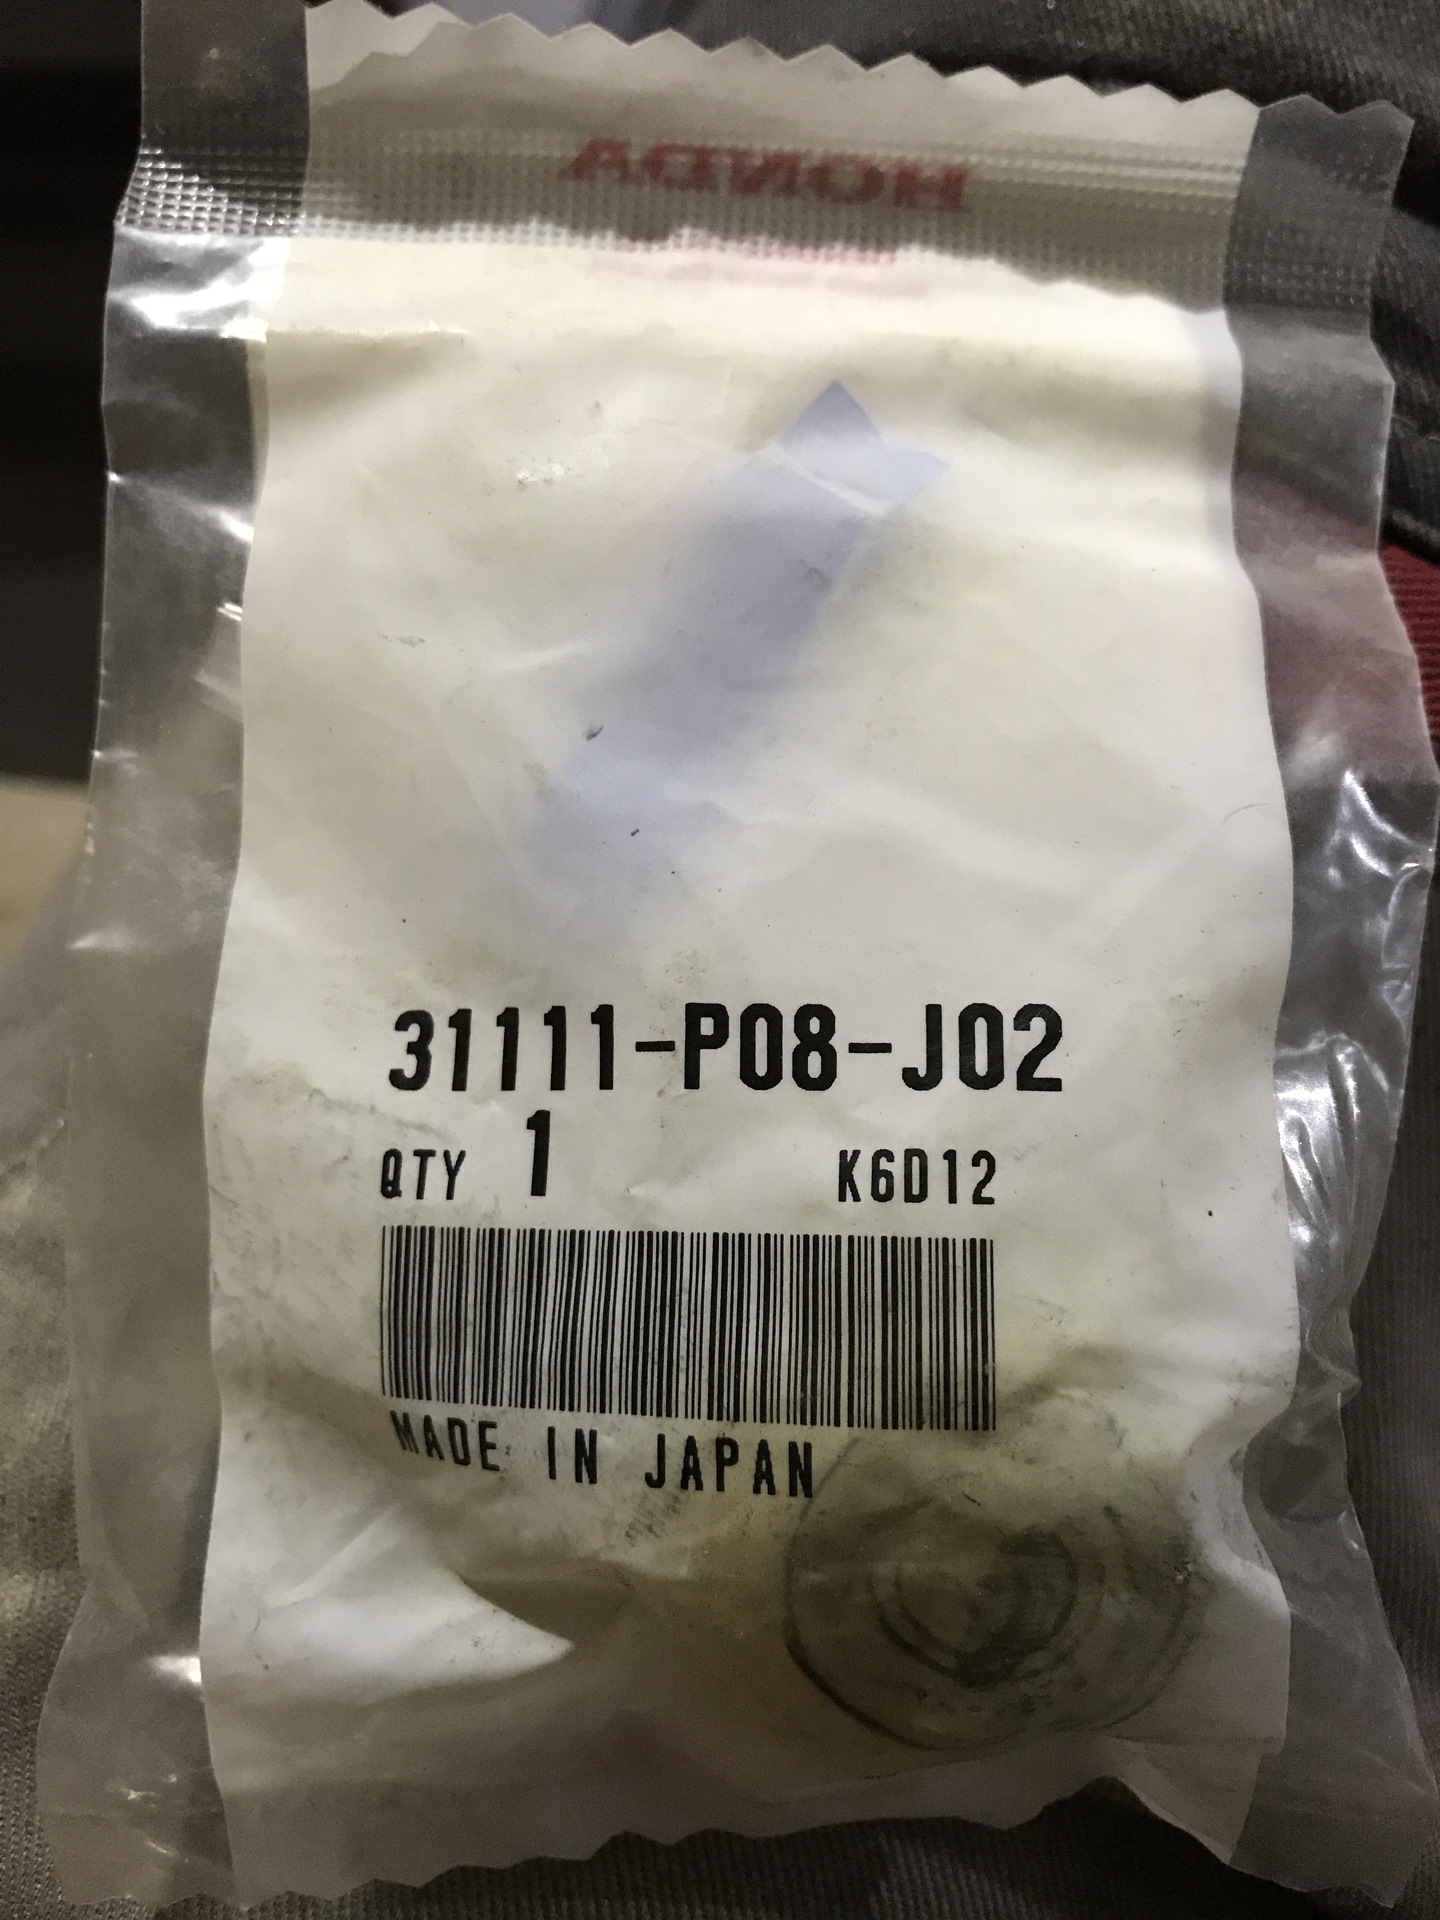 HONDA
31111-P08-J02
QTY 1 K6D12
MADE IN JAPAN